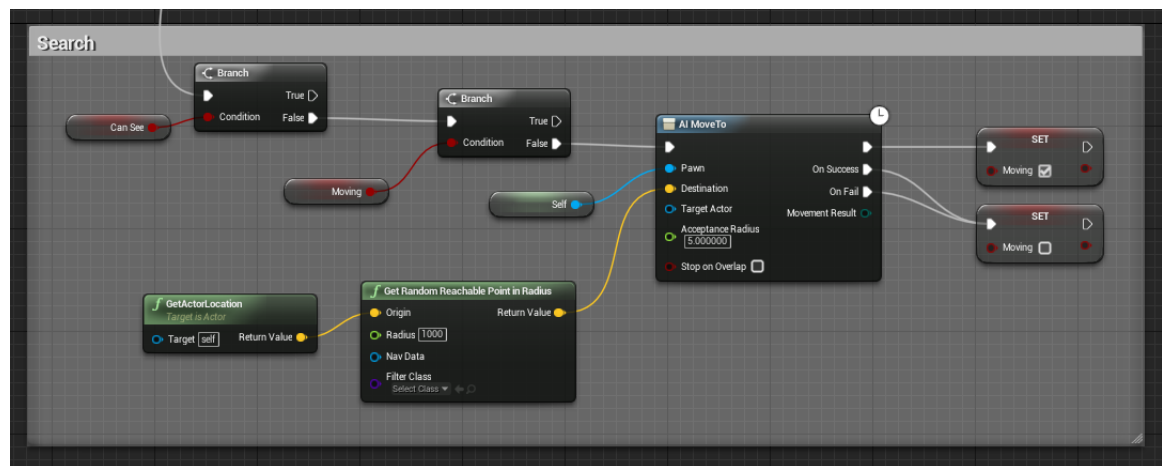 Search
Branch
True
Condition False
Can See
Branch
True
Condition False
Moving
Self
AI MoveTo
Pawn On Success
Destination On Fail
Target Actor Movement Result
Acceptance Radius
5.000000
Stop on Overlap
SET
Moving
SET
Moving
f GetActorLocation
Target is Actor
Target self Return Value
f Get Random Reachable Point in Radius
Origin Return Value
Radius 1000
Nav Data
Filter Class
Select Class